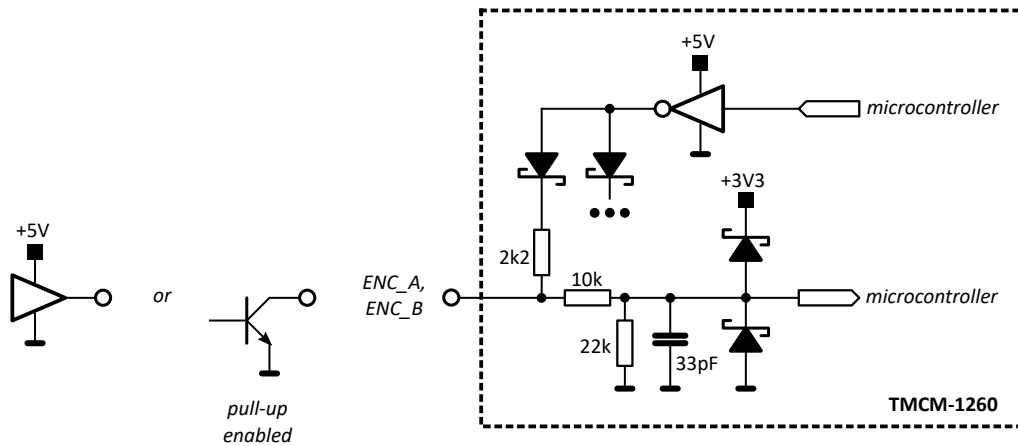 +5V
microcontroller
+3V3
+5V
2k2
10k
or
ENC_A,
ENC_B
microcontroller
22k
33pF
pull-up
enabled
TMCM-1260